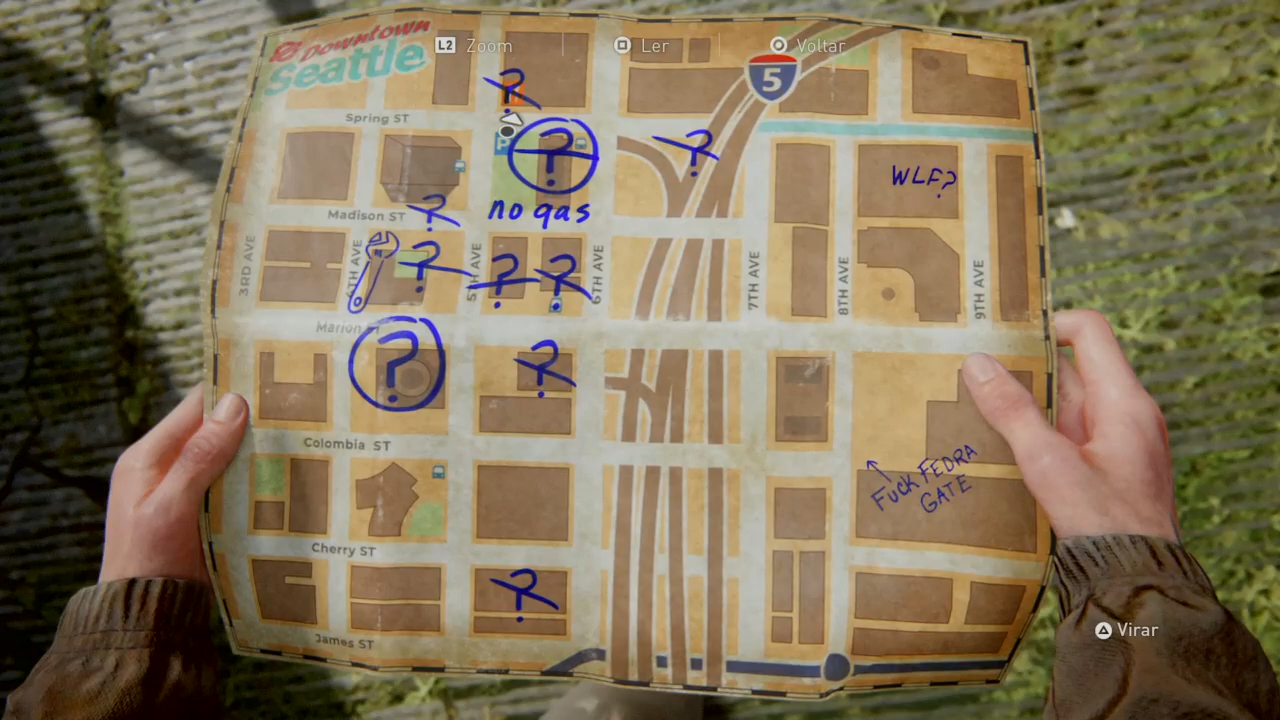 Downtown
Seattle
L2 Zoom
Ler
Voltar
5
?
Spring ST
P
?
?
WLF?
no gas
Madison ST
?
3RD AVE
5TH AVE
6TH AVE
7TH AVE
8TH AVE
9TH AVE
?
?
?
?
?
Colombia ST
FUCK FEDRA
GATE
Cherry ST
?
James ST
Virar